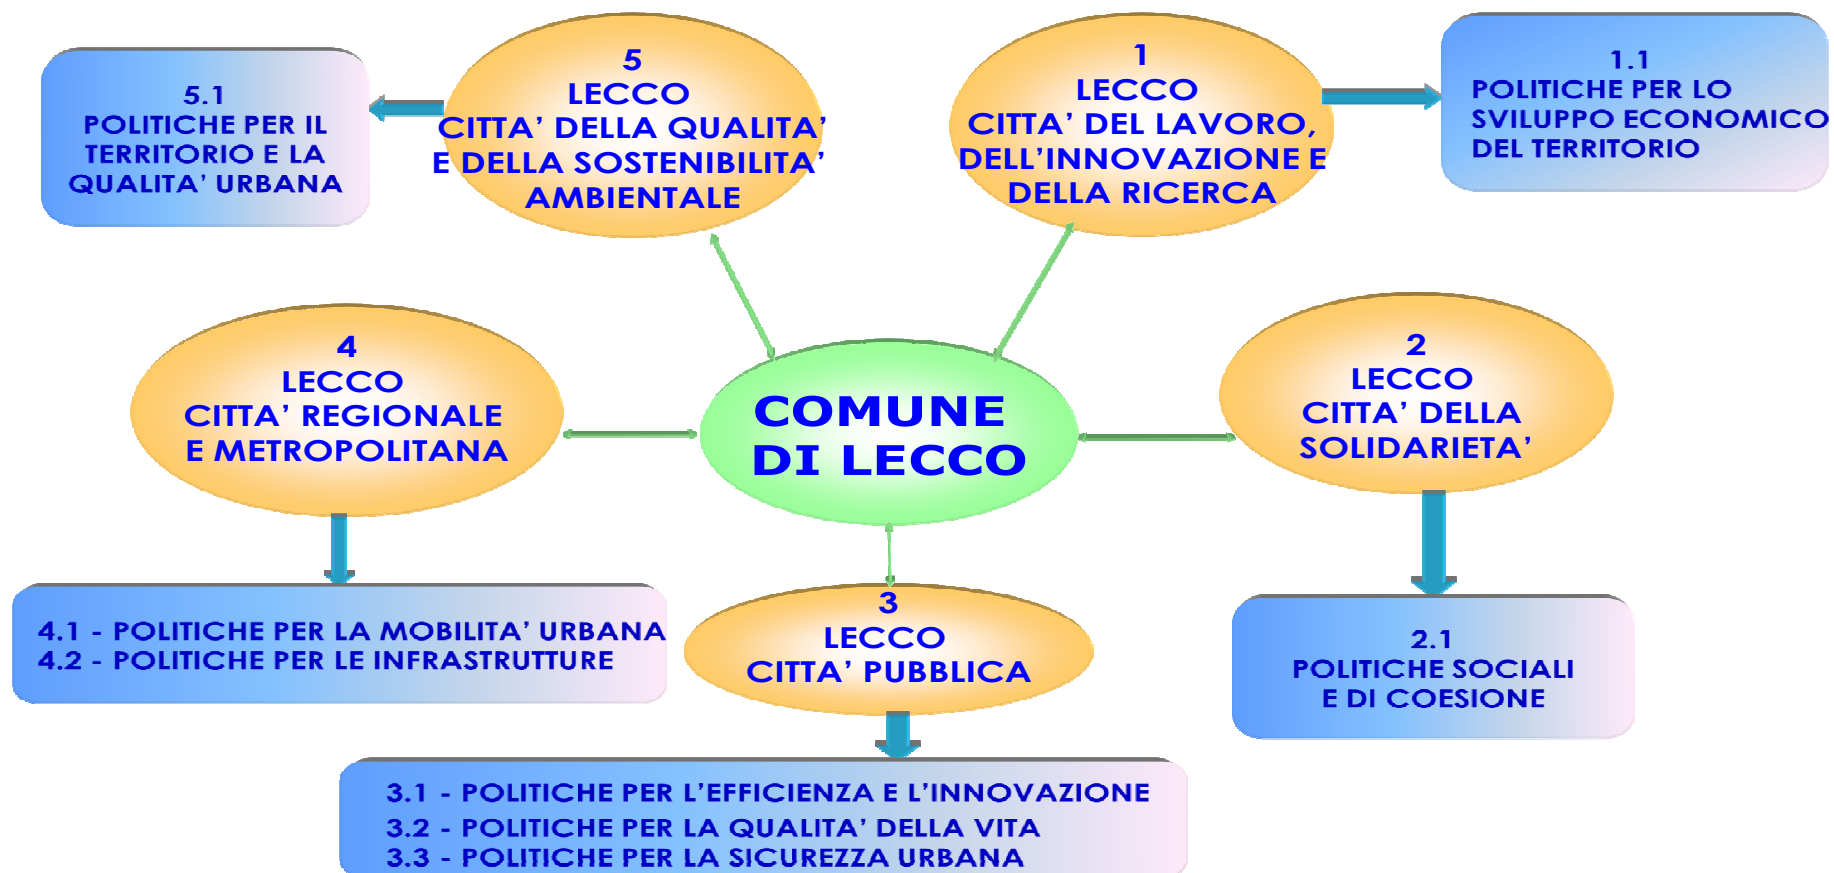 5
LECCO
CITTA’ DELLA QUALITA’
E DELLA SOSTENIBILITA’
AMBIENTALE
1
LECCO
CITTA’ DEL LAVORO,
DELL’INNOVAZIONE E
DELLA RICERCA
1.1
POLITICHE PER LO
SVILUPPO ECONOMICO
DEL TERRITORIO
5.1
POLITICHE PER IL
TERRITORIO E LA
QUALITA’ URBANA
4
LECCO
CITTA’ REGIONALE
E METROPOLITANA
COMUNE
DI LECCO
2
LECCO
CITTA’ DELLA
SOLIDARIETA’
4.1 - POLITICHE PER LA MOBILITA’ URBANA
4.2 - POLITICHE PER LE INFRASTRUTTURE
3
LECCO
CITTA’ PUBBLICA
2.1
POLITICHE SOCIALI
E DI COESIONE
3.1 - POLITICHE PER L’EFFICIENZA E L’INNOVAZIONE
3.2 - POLITICHE PER LA QUALITA’ DELLA VITA
3.3 - POLITICHE PER LA SICUREZZA URBANA